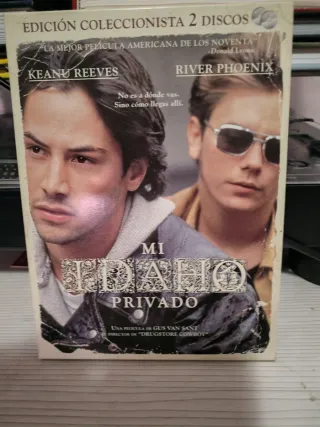 EDICIÓN COLECCIONISTA 2 DISCOS
"LA MEJOR PELÍCULA AMERICANA DE LOS NOVENTA"
-Donald Lyons
KEANU REEVES RIVER PHOENIX
No es a dónde vas.
Sino cómo llegas allí.
MI
IDAHO
PRIVADO
UNA PELÍCULA DE GUS VAN SANT
EL DIRECTOR DE "DRUGSTORE COWBOY"